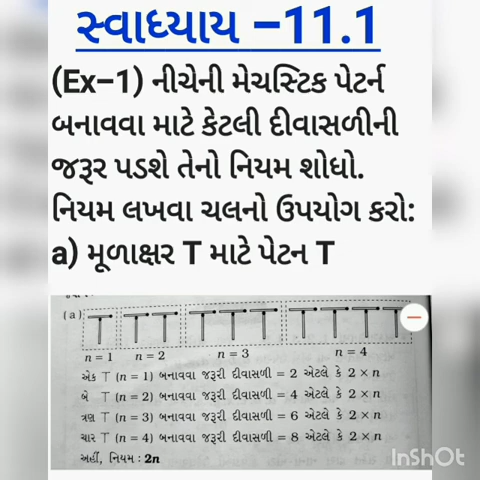 સ્વાધ્યાય –11.1
(Ex–1) નીચેની મેચસ્ટિક પેટર્ન
બનાવવા માટે કેટલી દીવાસળીની
જરૂર પડશે તેનો નિયમ શોધો.
નિયમ લખવા ચલનો ઉપયોગ કરો:
a) મૂળાક્ષર T માટે પેટન T
(a)
n = 1 n = 2 n = 3 n = 4
એક T (n = 1) બનાવવા જરૂરી દીવાસળી = 2 એટલે કે 2 × n
બે T (n = 2) બનાવવા જરૂરી દીવાસળી = 4 એટલે કે 2 × n
ત્રણ T (n = 3) બનાવવા જરૂરી દીવાસળી = 6 એટલે કે 2 × n
ચાર T (n = 4) બનાવવા જરૂરી દીવાસળી = 8 એટલે કે 2 × n
અહીં, નિયમ : 2n
InShOt